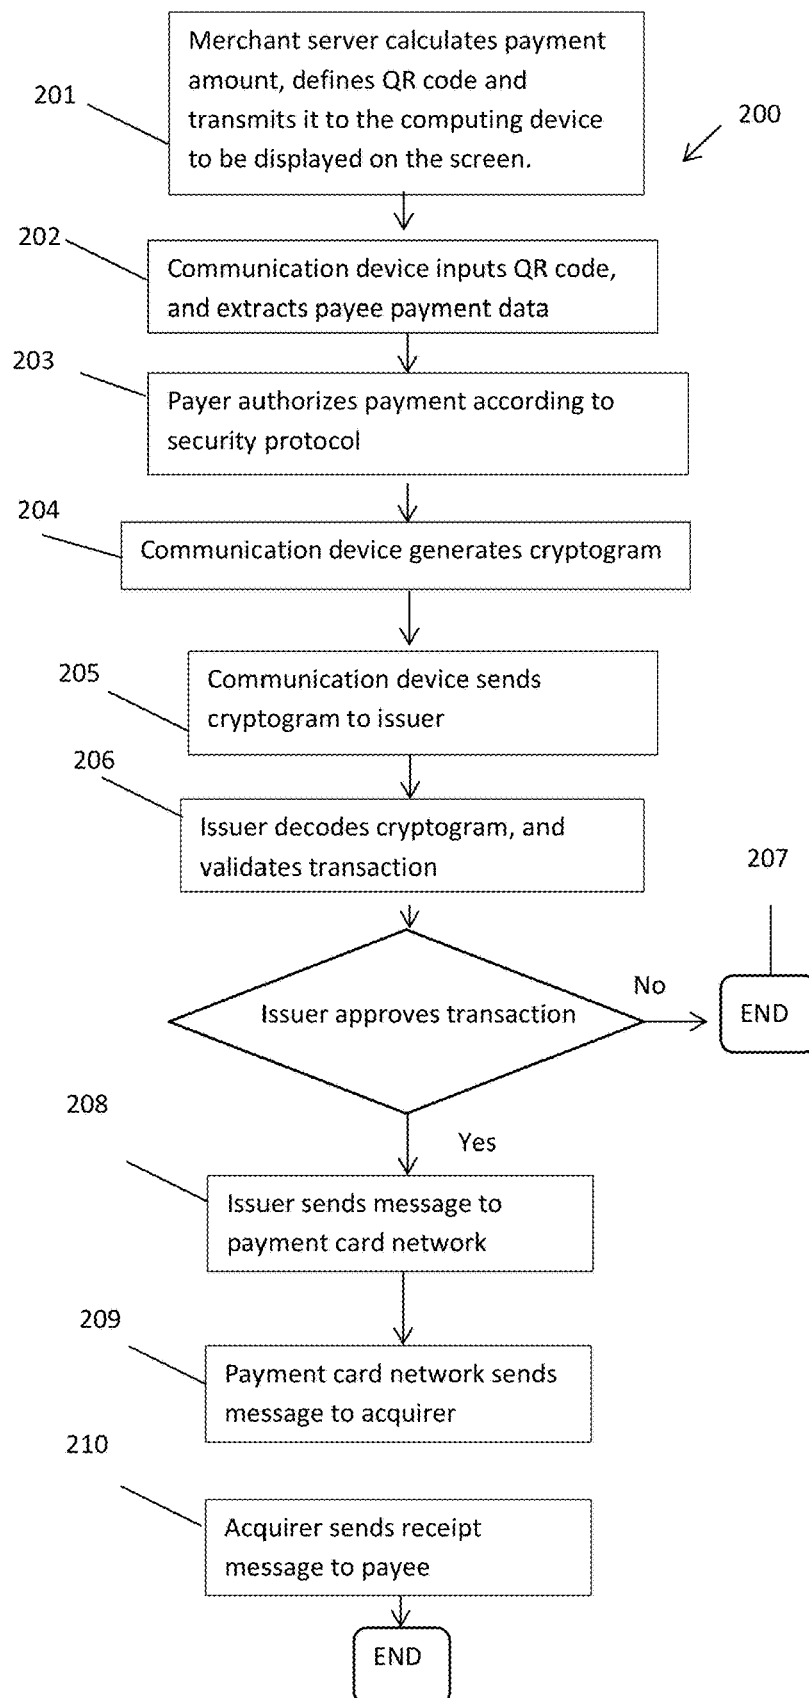 Merchant server calculates payment
amount, defines QR code and
transmits it to the computing device
to be displayed on the screen.
201
200
202
Communication device inputs QR code,
and extracts payee payment data
203
Payer authorizes payment according to
security protocol
204
Communication device generates cryptogram
205
Communication device sends
cryptogram to issuer
206
Issuer decodes cryptogram, and
validates transaction
207
Issuer approves transaction
No
END
208
Yes
Issuer sends message to
payment card network
209
Payment card network sends
message to acquirer
210
Acquirer sends receipt
message to payee
END